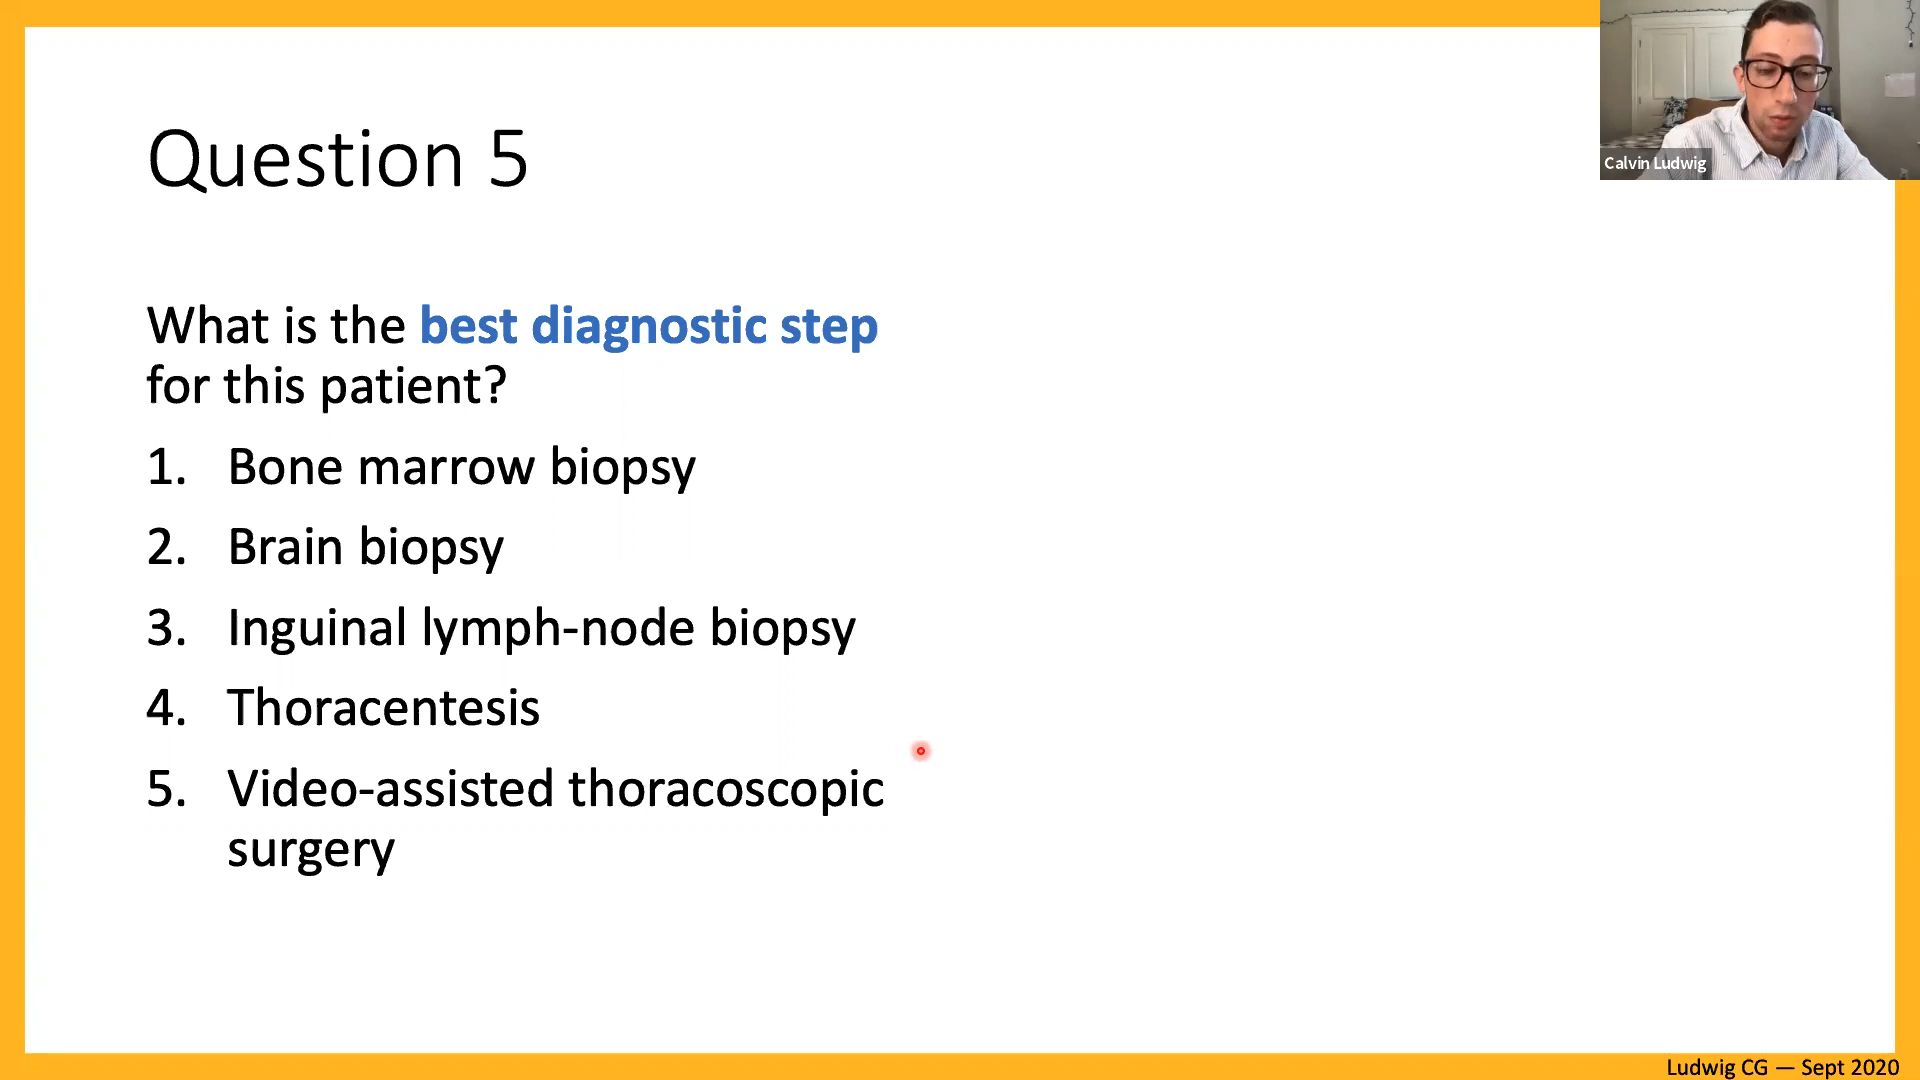 Question 5
What is the best diagnostic step
for this patient?
1. Bone marrow biopsy
2. Brain biopsy
3. Inguinal lymph-node biopsy
4. Thoracentesis
5. Video-assisted thoracoscopic
surgery
Calvin Ludwig
Ludwig CG — Sept 2020